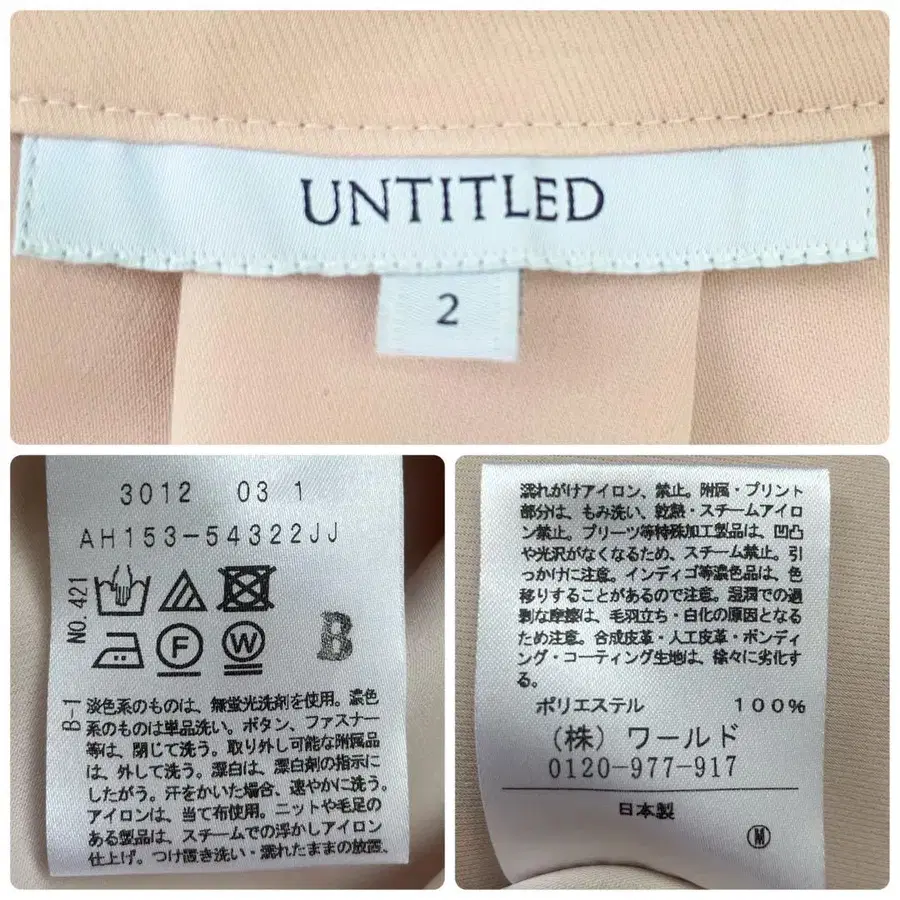 UNTITLED
2
3012 03 1
AH153-54322JJ
NO.421
F W
B
B-1
淡色系のものは、無蛍光洗剤を使用。濃色
系のものは単品洗い。ボタン、ファスナー
等は、閉じて洗う。取り外し可能な附属品
は、外して洗う。漂白は、漂白剤の指示に
したがう。汗をかいた場合、速やかに洗う。
アイロンは、当て布使用。ニットや毛足の
ある製品は、スチームでの浮かしアイロン
仕上げ。つけ置き洗い・濡れたままの放置、
濡れがけアイロン、禁止。附属・プリント
部分は、もみ洗い、乾熱・スチームアイロ
ン禁止。プリーツ等特殊加工製品は、凹凸
や光沢がなくなるため、スチーム禁止。引
っかけに注意。インディゴ等濃色品は、色
移りすることがあるので注意。湿潤での過
剰な摩擦は、毛羽立ち・白化の原因となる
ため注意。合成皮革・人工皮革・ボンディ
ング・コーティング生地は、徐々に劣化す
る。
ポリエステル 100%
(株) ワールド
0120-977-917
日本製
M